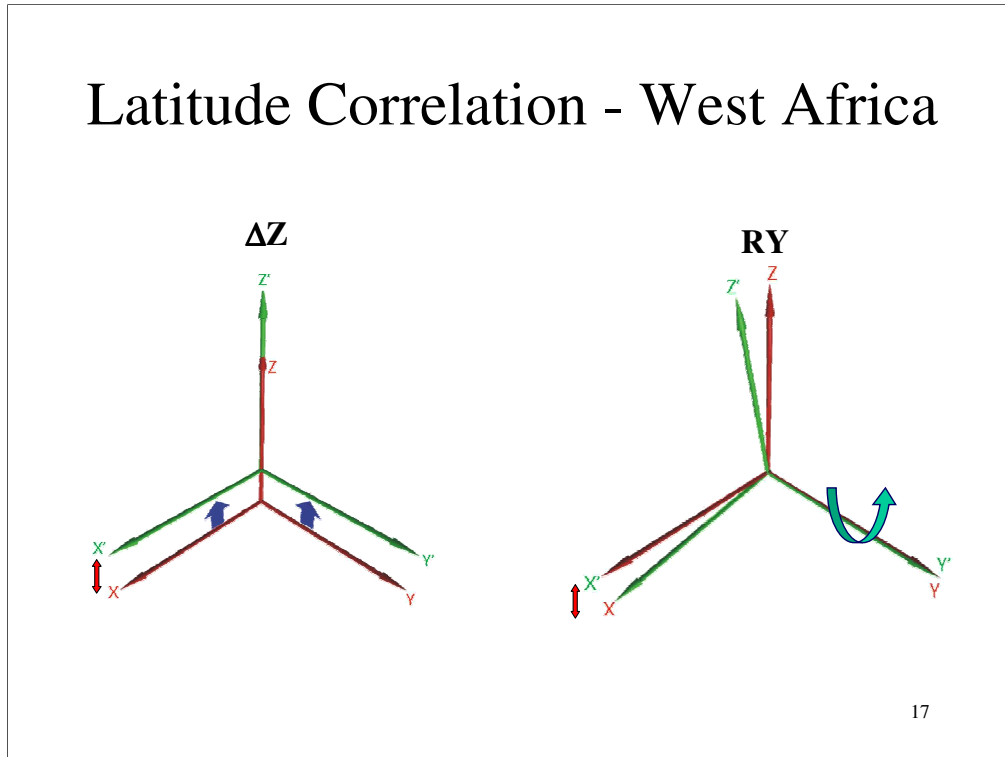 Latitude Correlation - West Africa
ΔZ
Z'
Z
X'
X
Y'
Y
RY
Z'
Z
X'
X
Y'
Y
17